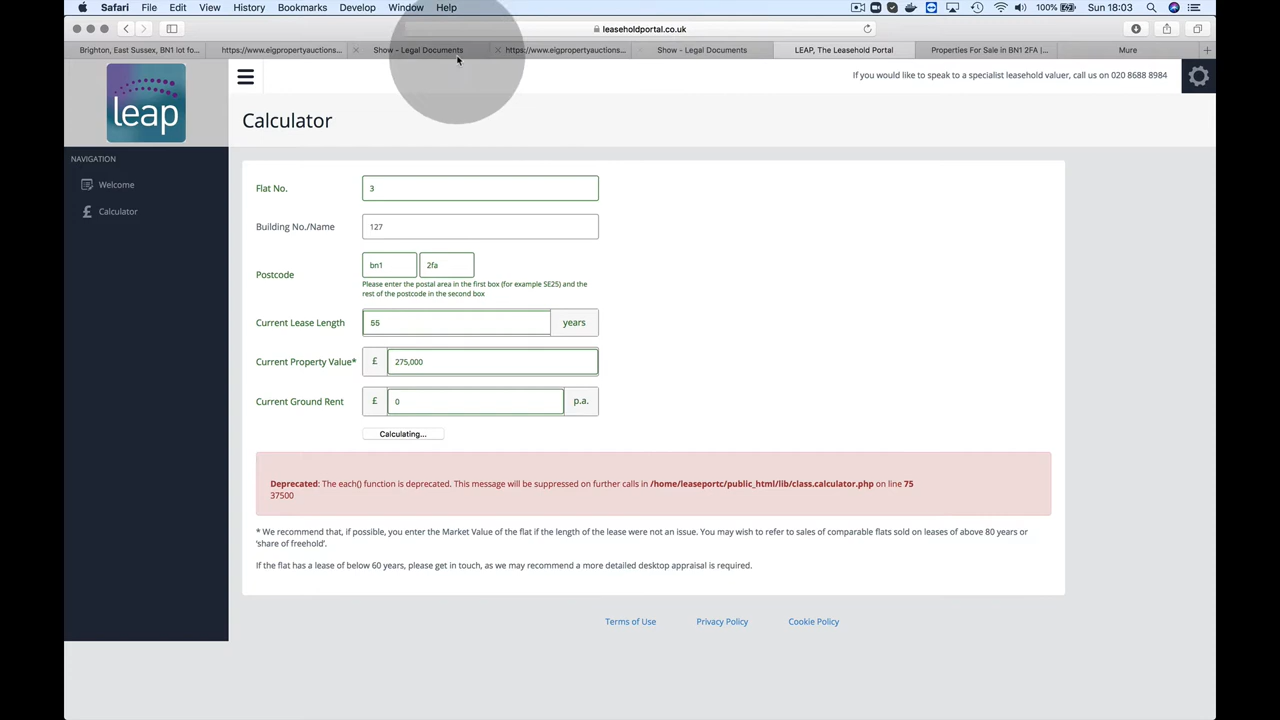 Safari File Edit View History Bookmarks Develop Window Help
100% Sun 18:03
leaseholdportal.co.uk
Brighton, East Sussex, BN1 lot fo...
https://www.eigpropertyauctions...
Show – Legal Documents
https://www.eigpropertyauctions...
Show – Legal Documents
LEAP, The Leasehold Portal
Properties For Sale in BN1 2FA |...
More
leap
If you would like to speak to a specialist leasehold valuer, call us on 020 8688 8984
Calculator
NAVIGATION
Welcome
Calculator
Flat No. 3
Building No./Name 127
Postcode bn1 2fa
Please enter the postal area in the first box (for example SE25) and the
rest of the postcode in the second box
Current Lease Length 55 years
Current Property Value* £ 275,000
Current Ground Rent £ 0 p.a.
Calculating...
Deprecated: The each() function is deprecated. This message will be suppressed on further calls in /home/leaseportc/public_html/lib/class.calculator.php on line 75
37500
* We recommend that, if possible, you enter the Market Value of the flat if the length of the lease were not an issue. You may wish to refer to sales of comparable flats sold on leases of above 80 years or
'share of freehold'.
If the flat has a lease of below 60 years, please get in touch, as we may recommend a more detailed desktop appraisal is required.
Terms of Use Privacy Policy Cookie Policy